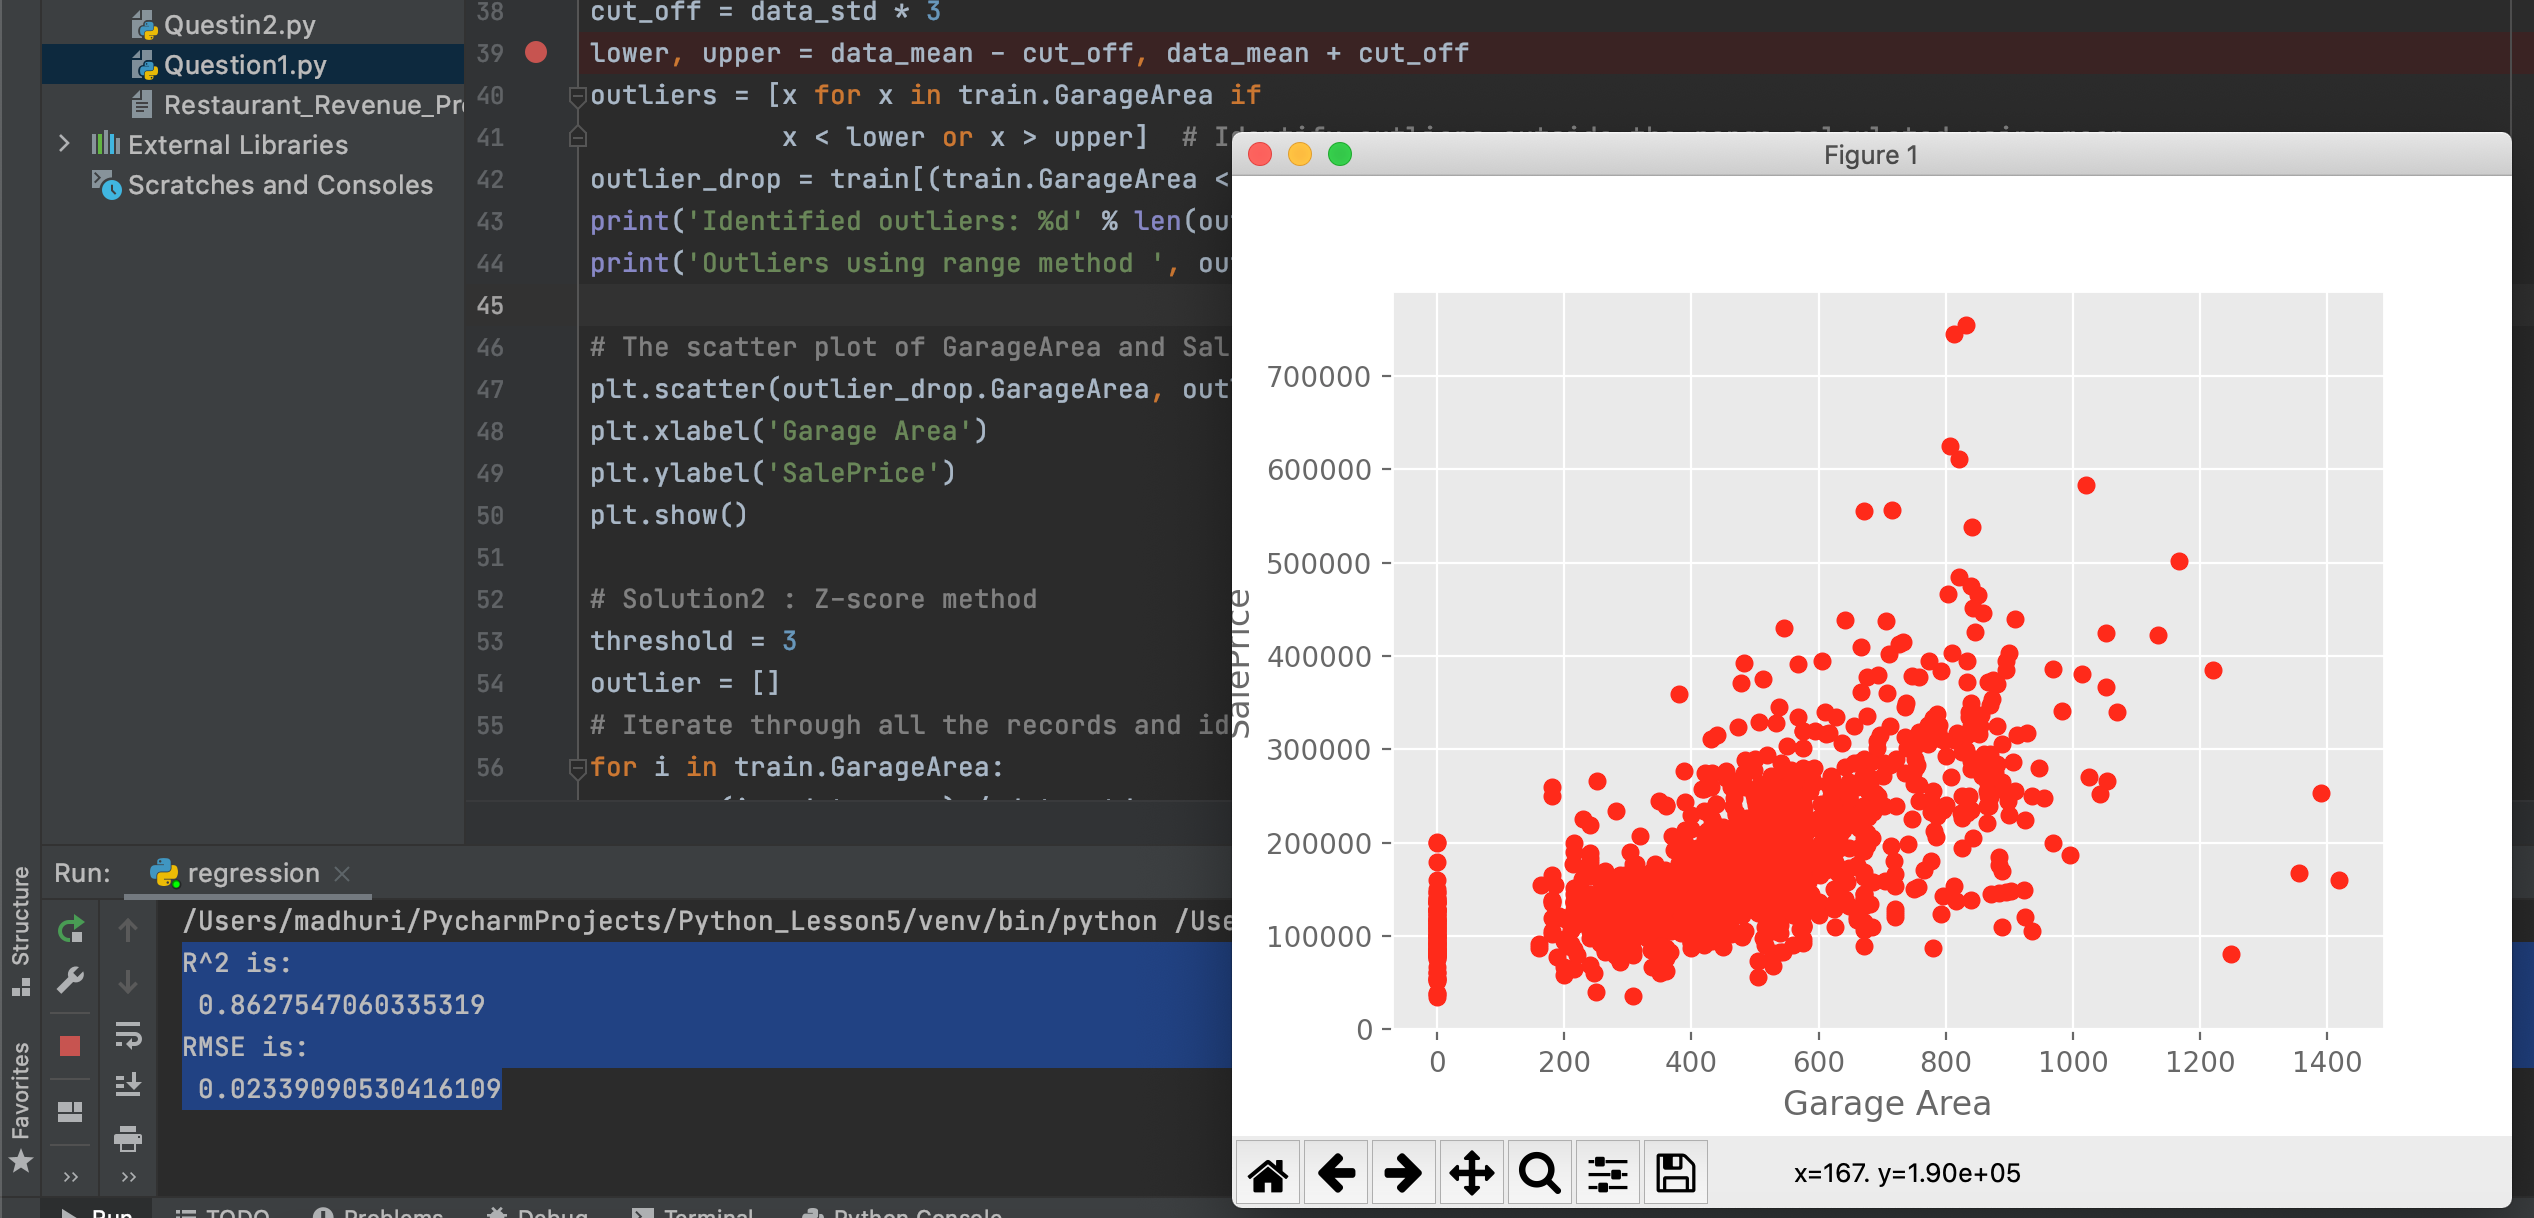 Questin2.py
Question1.py
Restaurant_Revenue_Pr
External Libraries
Scratches and Consoles
38 cut_off = data_std * 3
39 lower, upper = data_mean - cut_off, data_mean + cut_off
40 outliers = [x for x in train.GarageArea if
41 x < lower or x > upper] # Identify outliers outside the range calculated using mean
42 outlier_drop = train[(train.GarageArea <
43 print('Identified outliers: %d' % len(ou
44 print('Outliers using range method ', ou
45
46 # The scatter plot of GarageArea and Sal
47 plt.scatter(outlier_drop.GarageArea, out
48 plt.xlabel('Garage Area')
49 plt.ylabel('SalePrice')
50 plt.show()
51
52 # Solution2 : Z-score method
53 threshold = 3
54 outlier = []
55 # Iterate through all the records and id
56 for i in train.GarageArea:
Figure 1
700000
600000
500000
400000
300000
200000
100000
0
SalePrice
0 200 400 600 800 1000 1200 1400
Garage Area
x=167. y=1.90e+05
Structure
Favorites
Run: regression
/Users/madhuri/PycharmProjects/Python_Lesson5/venv/bin/python /Use
R^2 is:
0.8627547060335319
RMSE is:
0.02339090530416109
Run TODO Problems Debug Terminal Python Console